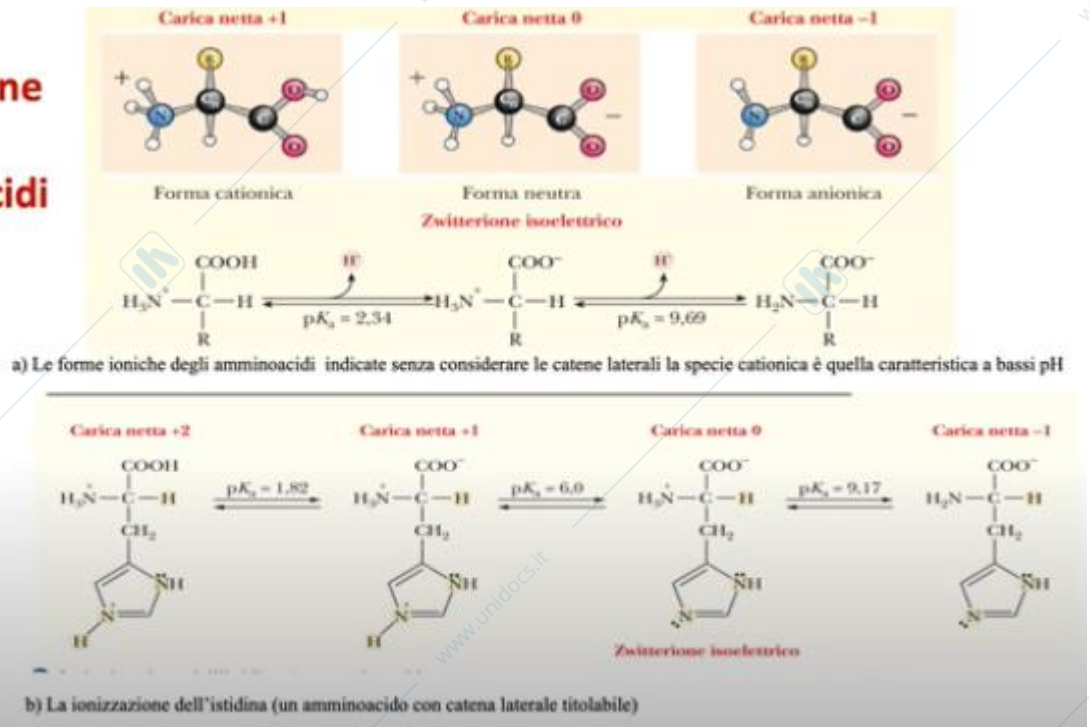 Carica netta +1 Carica netta 0 Carica netta −1
ne
cidi
Forma cationica Forma neutra Forma anionica
Zwitterione isoelettrico
COOH H⁺ COO⁻ H⁺ COO⁻
H₃N⁺—C—H pKₐ = 2,34 H₃N⁺—C—H pKₐ = 9,69 H₂N—C—H
R R R
a) Le forme ioniche degli amminoacidi indicate senza considerare le catene laterali la specie cationica è quella caratteristica a bassi pH
Carica netta +2 Carica netta +1 Carica netta 0 Carica netta −1
COOH COO⁻ COO⁻ COO⁻
H₃N⁺—C—H pKₐ = 1,82 H₃N⁺—C—H pKₐ = 6,0 H₃N⁺—C—H pKₐ = 9,17 H₂N—C—H
CH₂ CH₂ CH₂ CH₂
NH NH NH NH
N⁺ N⁺ :N :N
H H
Zwitterione isoelettrico
www.unidocs.it
b) La ionizzazione dell'istidina (un amminoacido con catena laterale titolabile)